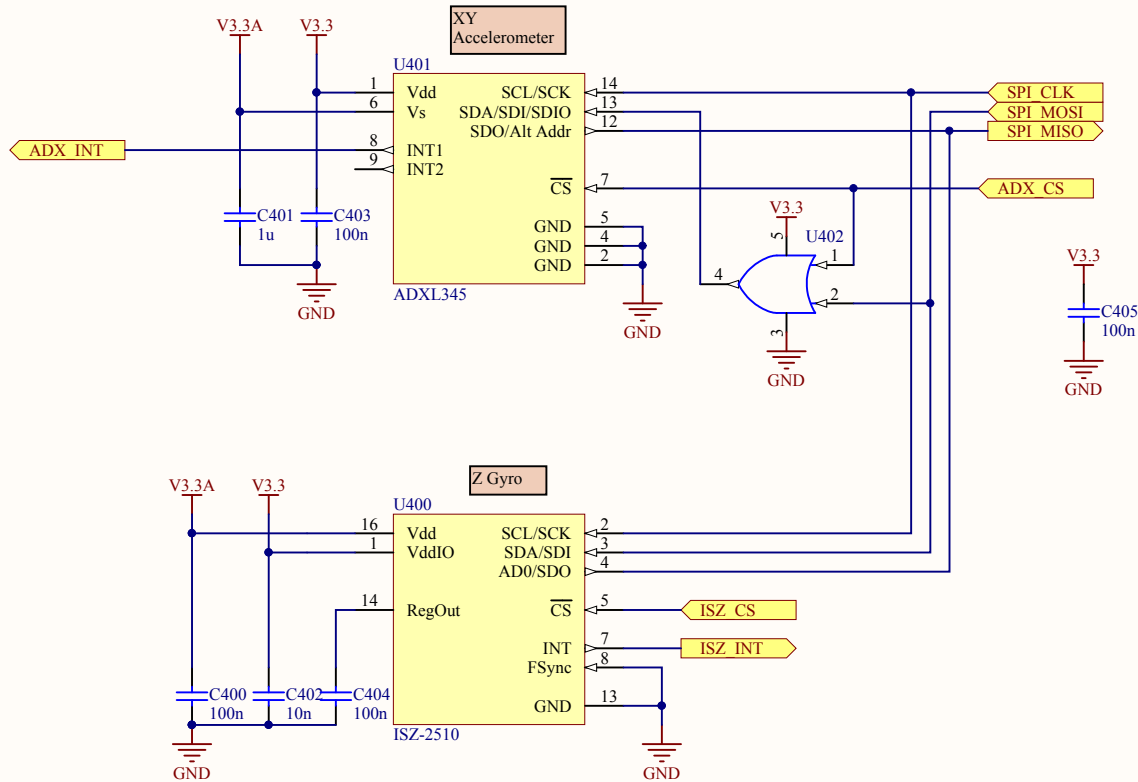 XY
Accelerometer
V3.3A
V3.3
U401
1
Vdd
SCL/SCK
14
SPI_CLK
6
Vs
SDA/SDI/SDIO
13
SPI_MOSI
SDO/Alt Addr
12
SPI_MISO
ADX_INT
8
INT1
9
INT2
CS
7
ADX_CS
C401
1u
C403
100n
GND
5
GND
4
GND
2
GND
ADXL345
GND
V3.3
5
U402
1
4
2
3
GND
V3.3
C405
100n
GND
Z Gyro
V3.3A
V3.3
U400
16
Vdd
SCL/SCK
2
1
VddIO
SDA/SDI
3
AD0/SDO
4
14
RegOut
CS
5
ISZ_CS
INT
7
ISZ_INT
FSync
8
GND
13
C400
100n
C402
10n
C404
100n
ISZ-2510
GND
GND